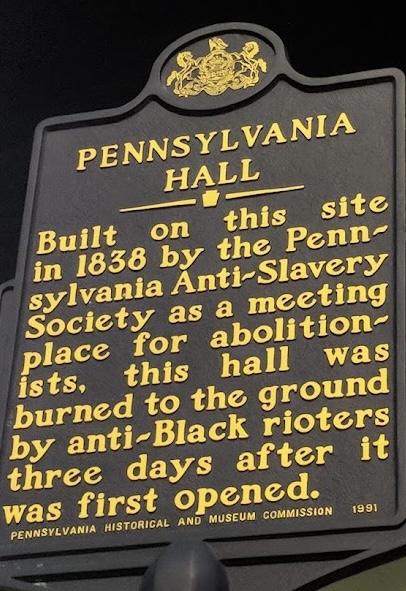 PENNSYLVANIA
HALL
Built on this site
in 1838 by the Penn-
sylvania Anti-Slavery
Society as a meeting
place for abolition-
ists, this hall was
burned to the ground
by anti-Black rioters
three days after it
was first opened.
PENNSYLVANIA HISTORICAL AND MUSEUM COMMISSION 1991